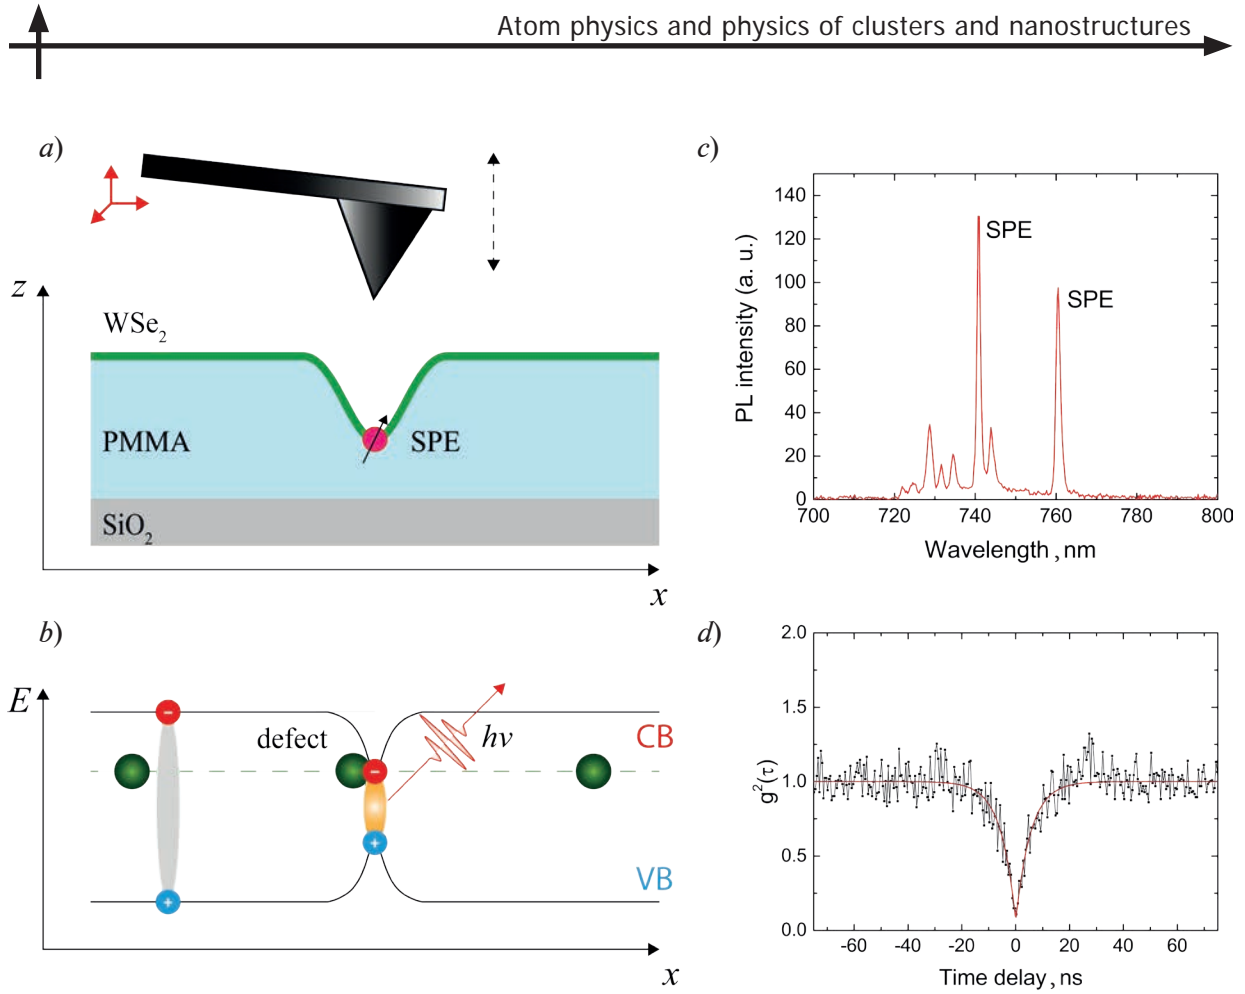 Atom physics and physics of clusters and nanostructures
a)
z
WSe2
PMMA
SPE
SiO2
x
b)
E
−
defect
−
hν
CB
+
+
VB
x
c)
PL intensity (a. u.)
140
120
100
80
60
40
20
0
SPE
SPE
700 720 740 760 780 800
Wavelength, nm
d)
g2(τ)
2.0
1.5
1.0
0.5
0.0
-60 -40 -20 0 20 40 60
Time delay, ns